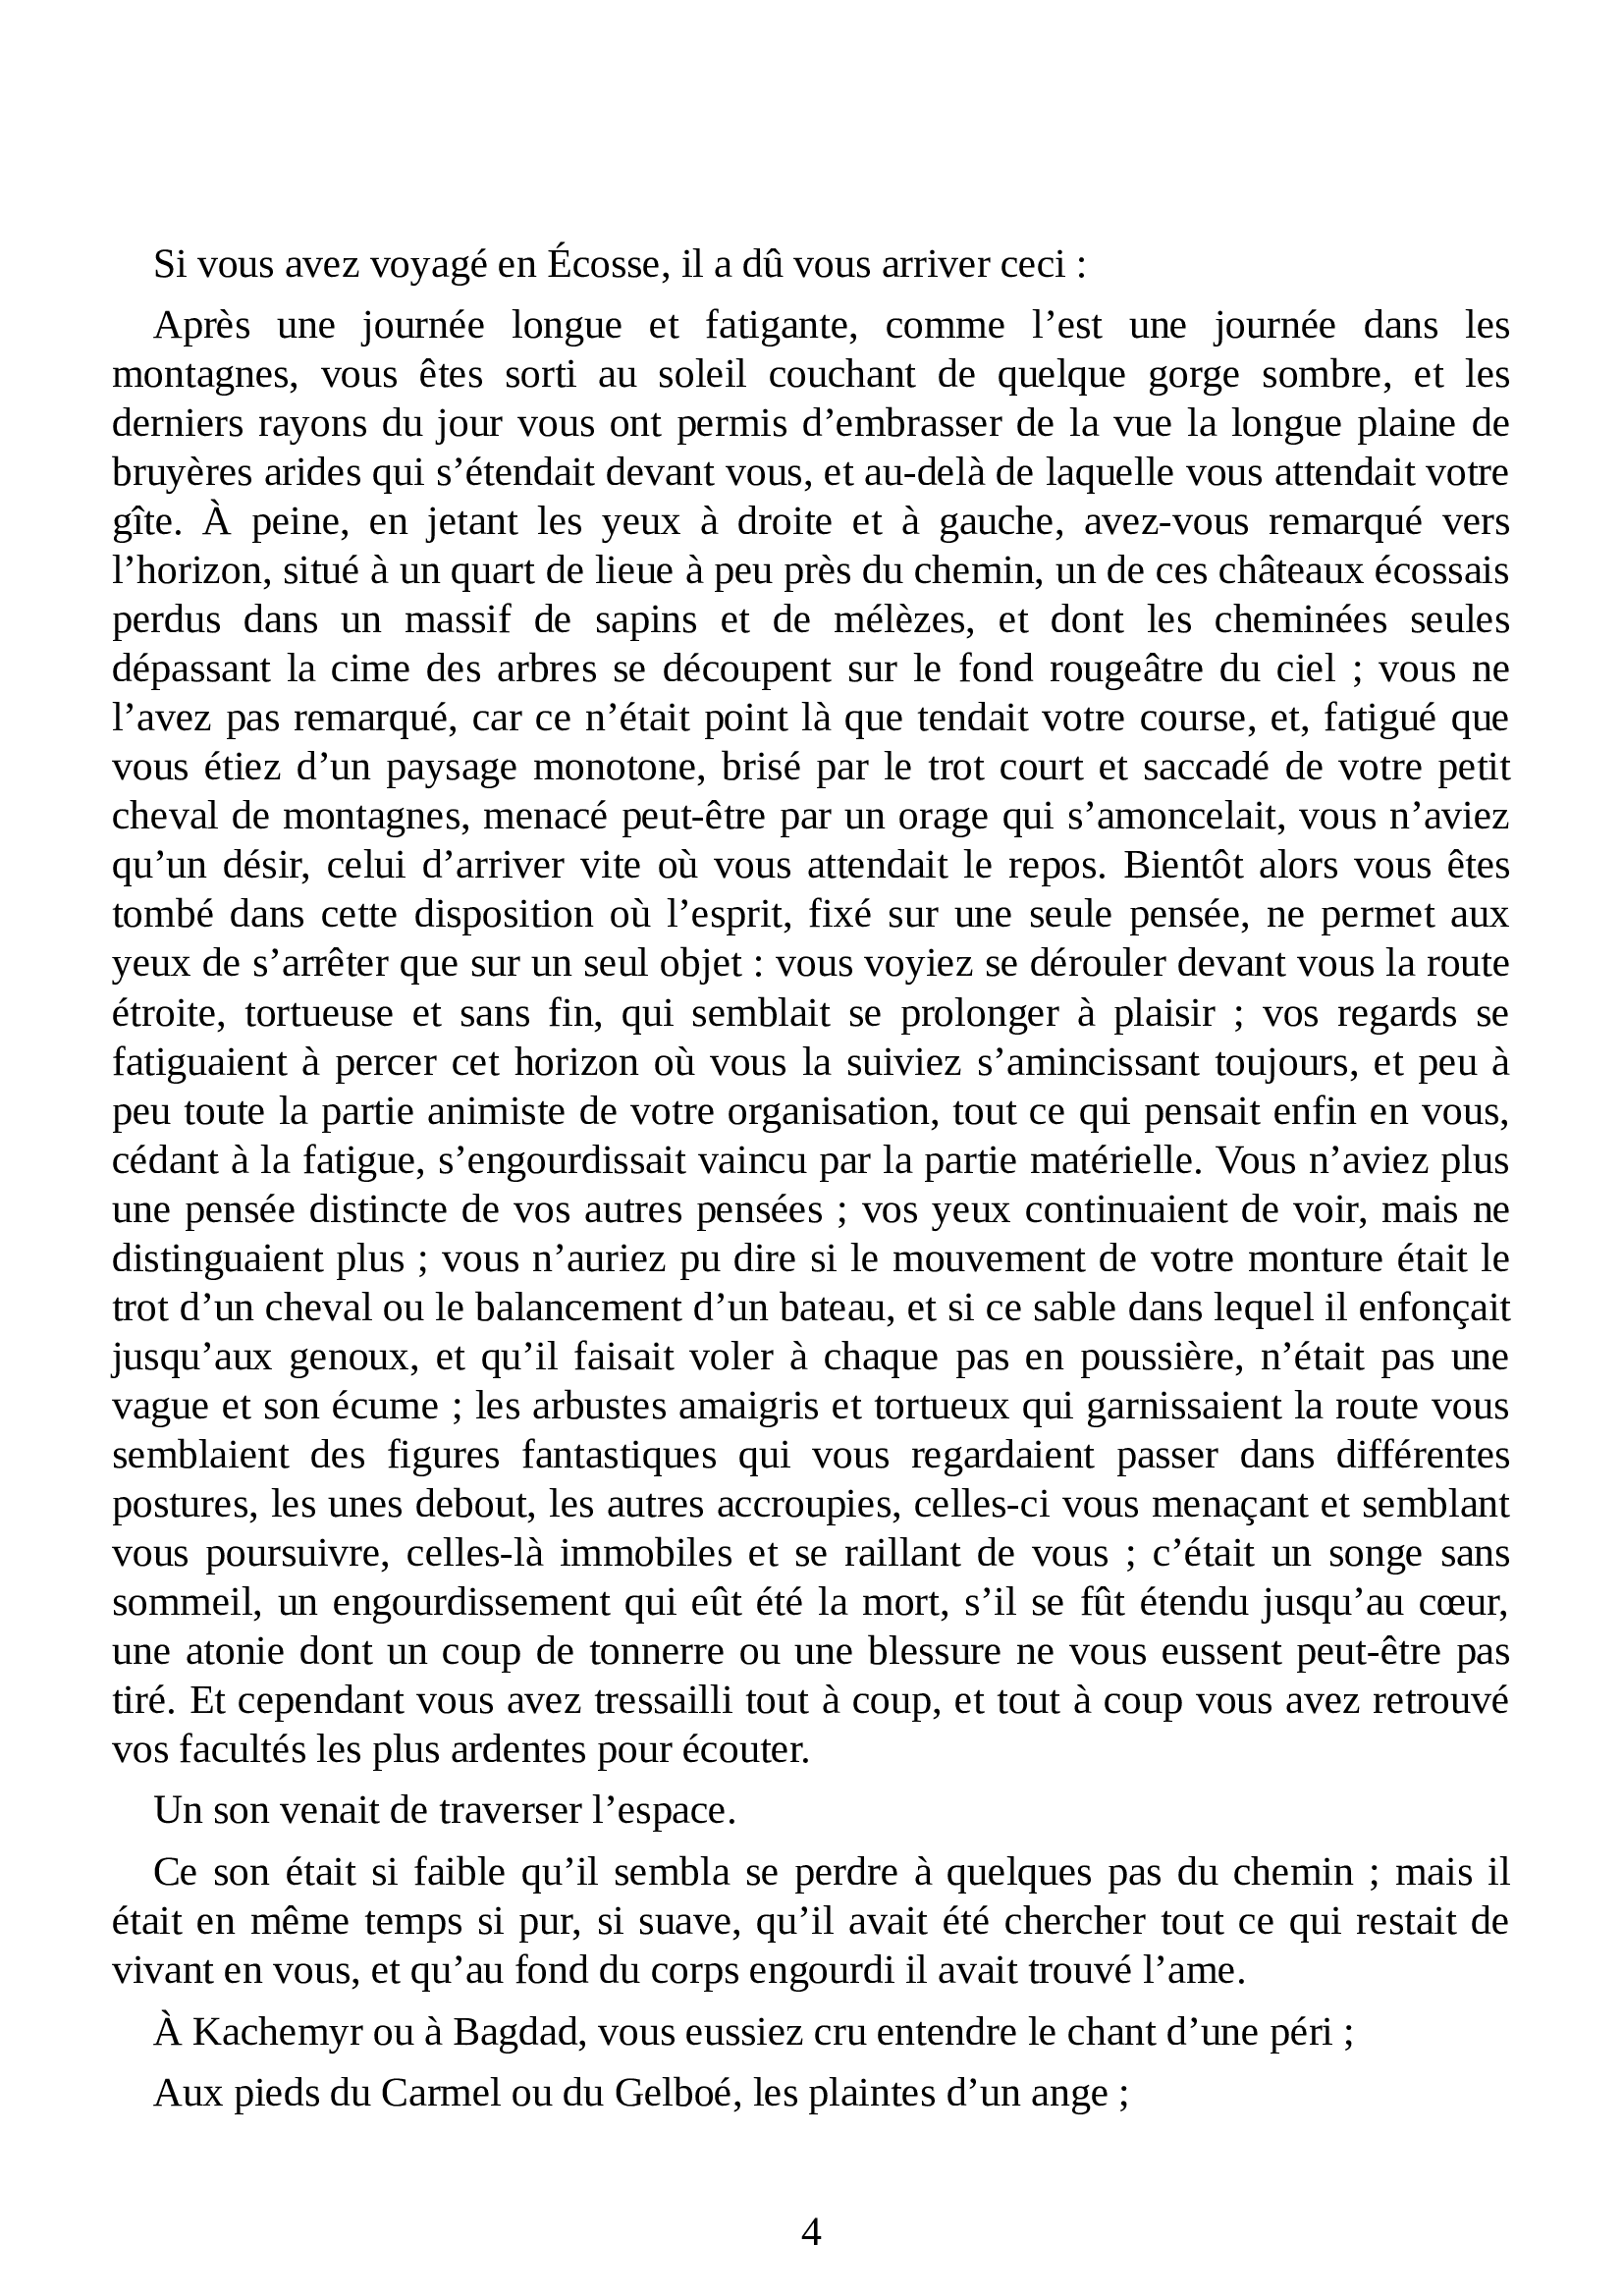 Si vous avez voyagé en Écosse, il a dû vous arriver ceci :
Après une journée longue et fatigante, comme l’est une journée dans les
montagnes, vous êtes sorti au soleil couchant de quelque gorge sombre, et les
derniers rayons du jour vous ont permis d’embrasser de la vue la longue plaine de
bruyères arides qui s’étendait devant vous, et au-delà de laquelle vous attendait votre
gîte. À peine, en jetant les yeux à droite et à gauche, avez-vous remarqué vers
l’horizon, situé à un quart de lieue à peu près du chemin, un de ces châteaux écossais
perdus dans un massif de sapins et de mélèzes, et dont les cheminées seules
dépassant la cime des arbres se découpent sur le fond rougeâtre du ciel ; vous ne
l’avez pas remarqué, car ce n’était point là que tendait votre course, et, fatigué que
vous étiez d’un paysage monotone, brisé par le trot court et saccadé de votre petit
cheval de montagnes, menacé peut-être par un orage qui s’amoncelait, vous n’aviez
qu’un désir, celui d’arriver vite où vous attendait le repos. Bientôt alors vous êtes
tombé dans cette disposition où l’esprit, fixé sur une seule pensée, ne permet aux
yeux de s’arrêter que sur un seul objet : vous voyiez se dérouler devant vous la route
étroite, tortueuse et sans fin, qui semblait se prolonger à plaisir ; vos regards se
fatiguaient à percer cet horizon où vous la suiviez s’amincissant toujours, et peu à
peu toute la partie animiste de votre organisation, tout ce qui pensait enfin en vous,
cédant à la fatigue, s’engourdissait vaincu par la partie matérielle. Vous n’aviez plus
une pensée distincte de vos autres pensées ; vos yeux continuaient de voir, mais ne
distinguaient plus ; vous n’auriez pu dire si le mouvement de votre monture était le
trot d’un cheval ou le balancement d’un bateau, et si ce sable dans lequel il enfonçait
jusqu’aux genoux, et qu’il faisait voler à chaque pas en poussière, n’était pas une
vague et son écume ; les arbustes amaigris et tortueux qui garnissaient la route vous
semblaient des figures fantastiques qui vous regardaient passer dans différentes
postures, les unes debout, les autres accroupies, celles-ci vous menaçant et semblant
vous poursuivre, celles-là immobiles et se raillant de vous ; c’était un songe sans
sommeil, un engourdissement qui eût été la mort, s’il se fût étendu jusqu’au cœur,
une atonie dont un coup de tonnerre ou une blessure ne vous eussent peut-être pas
tiré. Et cependant vous avez tressailli tout à coup, et tout à coup vous avez retrouvé
vos facultés les plus ardentes pour écouter.
Un son venait de traverser l’espace.
Ce son était si faible qu’il sembla se perdre à quelques pas du chemin ; mais il
était en même temps si pur, si suave, qu’il avait été chercher tout ce qui restait de
vivant en vous, et qu’au fond du corps engourdi il avait trouvé l’ame.
À Kachemyr ou à Bagdad, vous eussiez cru entendre le chant d’une péri ;
Aux pieds du Carmel ou du Gelboé, les plaintes d’un ange ;
4